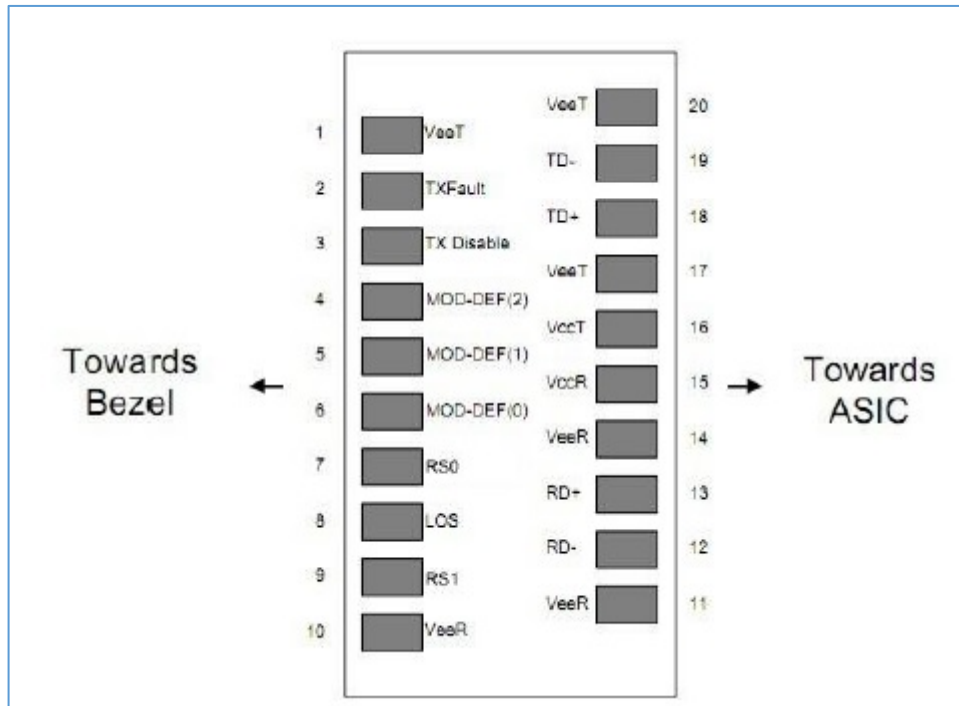 VeeT 20
1 VeeT
TD- 19
2 TXFault
TD+ 18
3 TX Disable
VeeT 17
4 MOD-DEF(2)
VccT 16
5 MOD-DEF(1)
Towards
Bezel
VccR 15
Towards
ASIC
6 MOD-DEF(0)
VeeR 14
7 RS0
RD+ 13
8 LOS
RD- 12
9 RS1
VeeR 11
10 VeeR